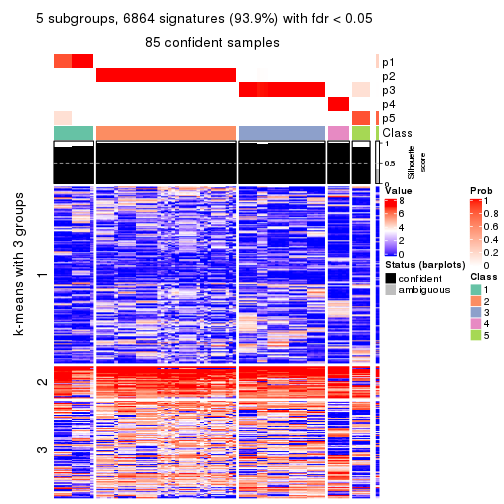 5 subgroups, 6864 signatures (93.9%) with fdr < 0.05
85 confident samples
p1
p2
p3
p4
p5
Class
1
0.5
0
Silhouette
score
k-means with 3 groups
1
2
3
Value
8
6
4
2
0
Status (barplots)
confident
ambiguous
Prob
1
0.8
0.6
0.4
0.2
0
Class
1
2
3
4
5